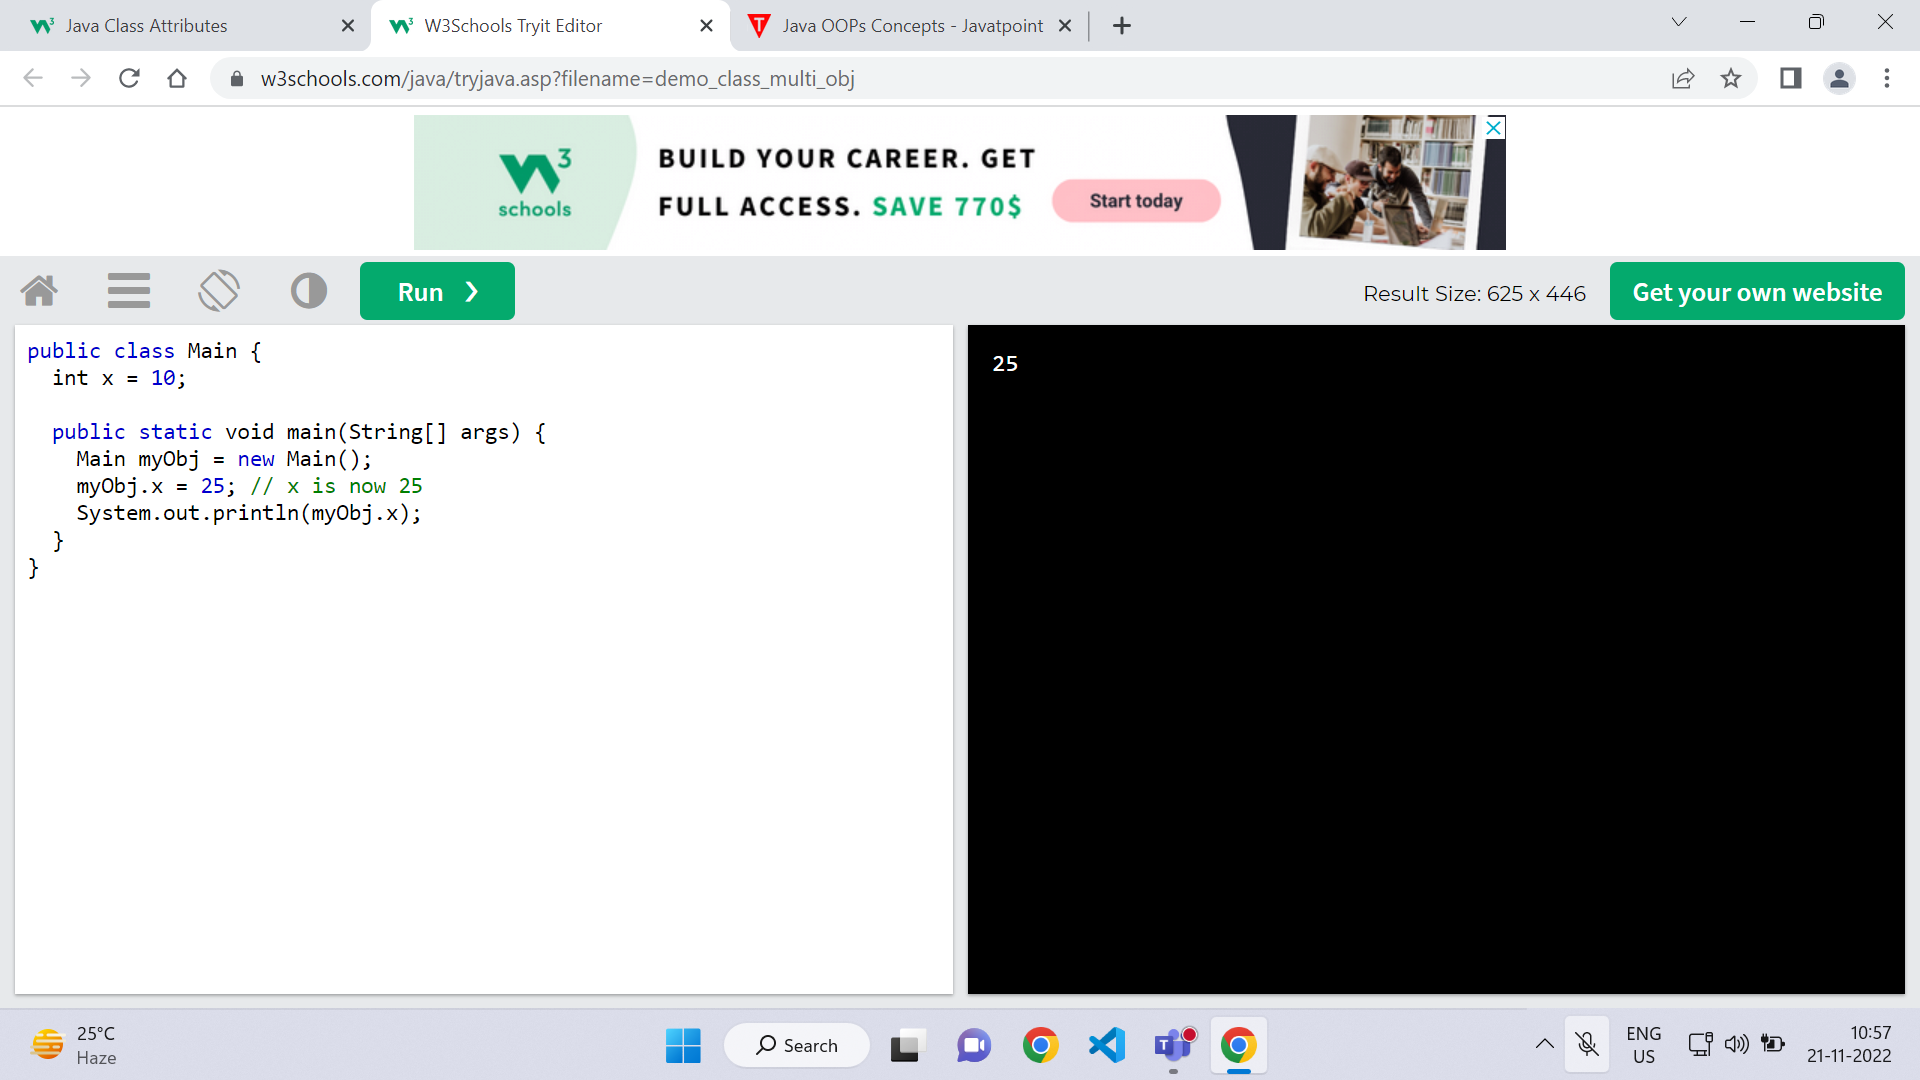 Java Class Attributes
W3Schools Tryit Editor
Java OOPs Concepts - Javatpoint
w3schools.com/java/tryjava.asp?filename=demo_class_multi_obj
W3
schools
BUILD YOUR CAREER. GET
FULL ACCESS. SAVE 770$
Start today
Run ❯
Result Size: 625 x 446
Get your own website
public class Main {
  int x = 10;

  public static void main(String[] args) {
    Main myObj = new Main();
    myObj.x = 25; // x is now 25
    System.out.println(myObj.x);
  }
}
25
25°C
Haze
Search
ENG
US
10:57
21-11-2022